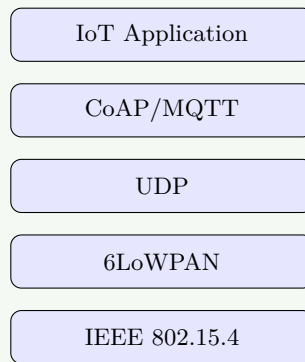 IoT Application
CoAP/MQTT
UDP
6LoWPAN
IEEE 802.15.4